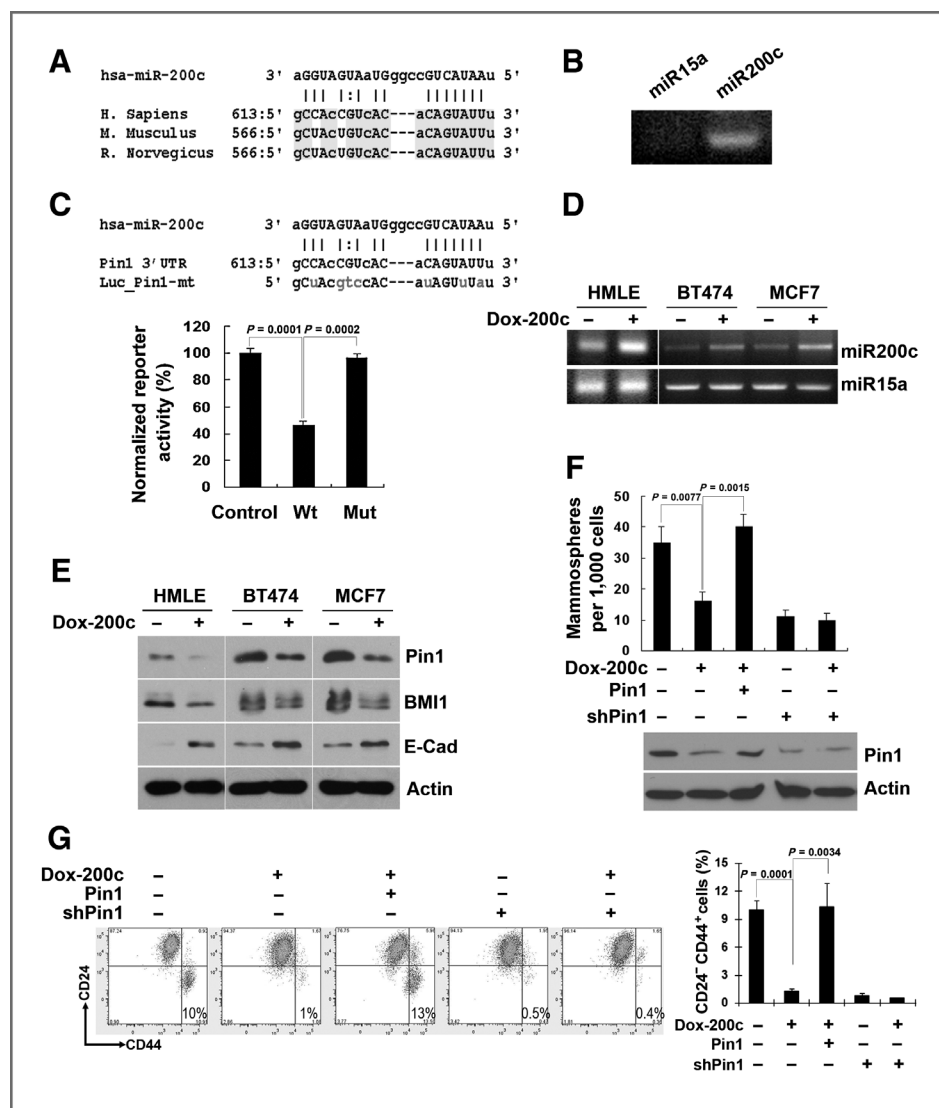 A
hsa-miR-200c 3' aGGUAGUAaUGggccGUCAUAAu 5'
||| |:| || |||||||
H. Sapiens 613:5' gCCAcCGUcAC---aCAGUAUUu 3'
M. Musculus 566:5' gCUAcUGUcAC---aCAGUAUUu 3'
R. Norvegicus 566:5' gCUAcUGUcAC---aCAGUAUUu 3'
B
miR15a miR200c
C
hsa-miR-200c 3' aGGUAGUAaUGggccGUCAUAAu 5'
||| |:| || |||||||
Pin1 3'UTR 613:5' gCCAcCGUcAC---aCAGUAUUu 3'
Luc_Pin1-mt 5' gCuAcgtccAC---auAGUuUau 3'
Normalized reporter
activity (%)
120
100
80
60
40
20
0
P = 0.0001 P = 0.0002
Control Wt Mut
D
HMLE BT474 MCF7
Dox-200c – + – + – +
miR200c
miR15a
E
HMLE BT474 MCF7
Dox-200c – + – + – +
Pin1
BMI1
E-Cad
Actin
F
Mammospheres
per 1,000 cells
50
40
30
20
10
0
P = 0.0077
P = 0.0015
Dox-200c – + + – +
Pin1 – – + – –
shPin1 – – – + +
Pin1
Actin
G
Dox-200c – + + – +
Pin1 – – + – –
shPin1 – – – + +
CD24
CD44
10%
1%
13%
0.5%
0.4%
CD24– CD44+ cells (%)
15
12
9
6
3
0
P = 0.0001
P = 0.0034
Dox-200c – + + – +
Pin1 – – + – –
shPin1 – – – + +